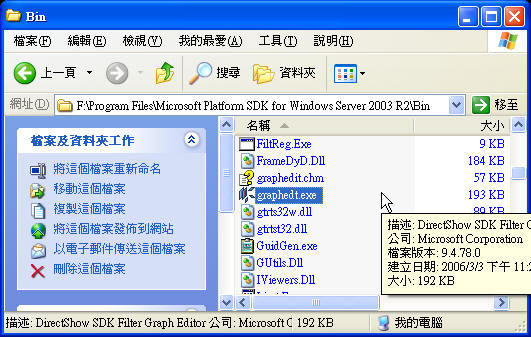 Bin
檔案(F) 編輯(E) 檢視(V) 我的最愛(A) 工具(T) 說明(H)
上一頁 搜尋 資料夾
網址(D) F:\Program Files\Microsoft Platform SDK for Windows Server 2003 R2\Bin 移至
檔案及資料夾工作
將這個檔案重新命名
移動這個檔案
複製這個檔案
將這個檔案發佈到網站
以電子郵件傳送這個檔案
刪除這個檔案
名稱 大小
FiltReg.Exe 9 KB
FrameDyD.Dll 184 KB
graphedit.chm 57 KB
graphedt.exe 193 KB
gtrts32w.dll 89 KB
gtrtst32.dll
GuidGen.exe
GUtils.Dll
IViewers.Dll
描述: DirectShow SDK Filter G
公司: Microsoft Corporation
檔案版本: 9.4.78.0
建立日期: 2006/3/3 下午 11:2
大小: 192 KB
描述: DirectShow SDK Filter Graph Editor 公司: Microsoft C 192 KB 我的電腦